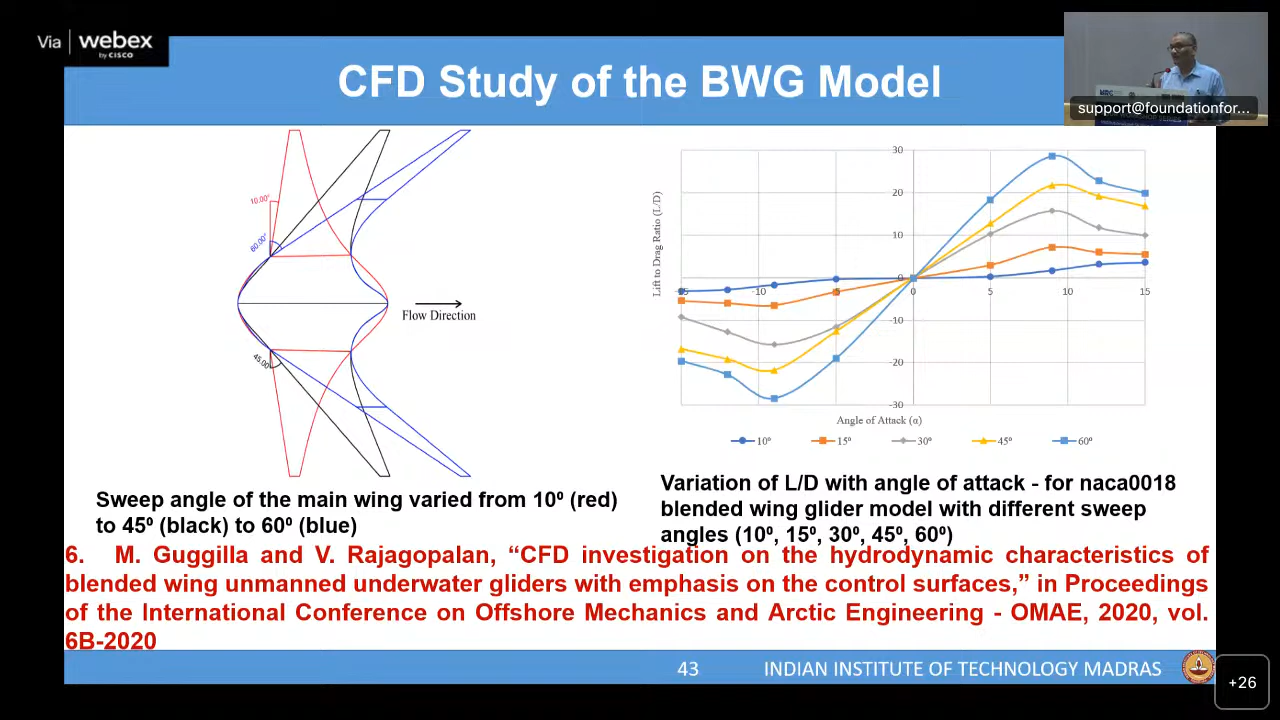 Via webex
by CISCO
CFD Study of the BWG Model
support@foundationfor...
10.00°
60.00°
45.00
Flow Direction
Lift to Drag Ratio (L/D)
30
20
10
0
-10
-20
-30
-10
5
10
15
Angle of Attack (α)
10º 15º 30º 45º 60º
Sweep angle of the main wing varied from 10º (red)
to 45º (black) to 60º (blue)
Variation of L/D with angle of attack - for naca0018
blended wing glider model with different sweep
angles (10º, 15º, 30º, 45º, 60º)
6. M. Guggilla and V. Rajagopalan, “CFD investigation on the hydrodynamic characteristics of
blended wing unmanned underwater gliders with emphasis on the control surfaces,” in Proceedings
of the International Conference on Offshore Mechanics and Arctic Engineering - OMAE, 2020, vol.
6B-2020
43 INDIAN INSTITUTE OF TECHNOLOGY MADRAS
+26